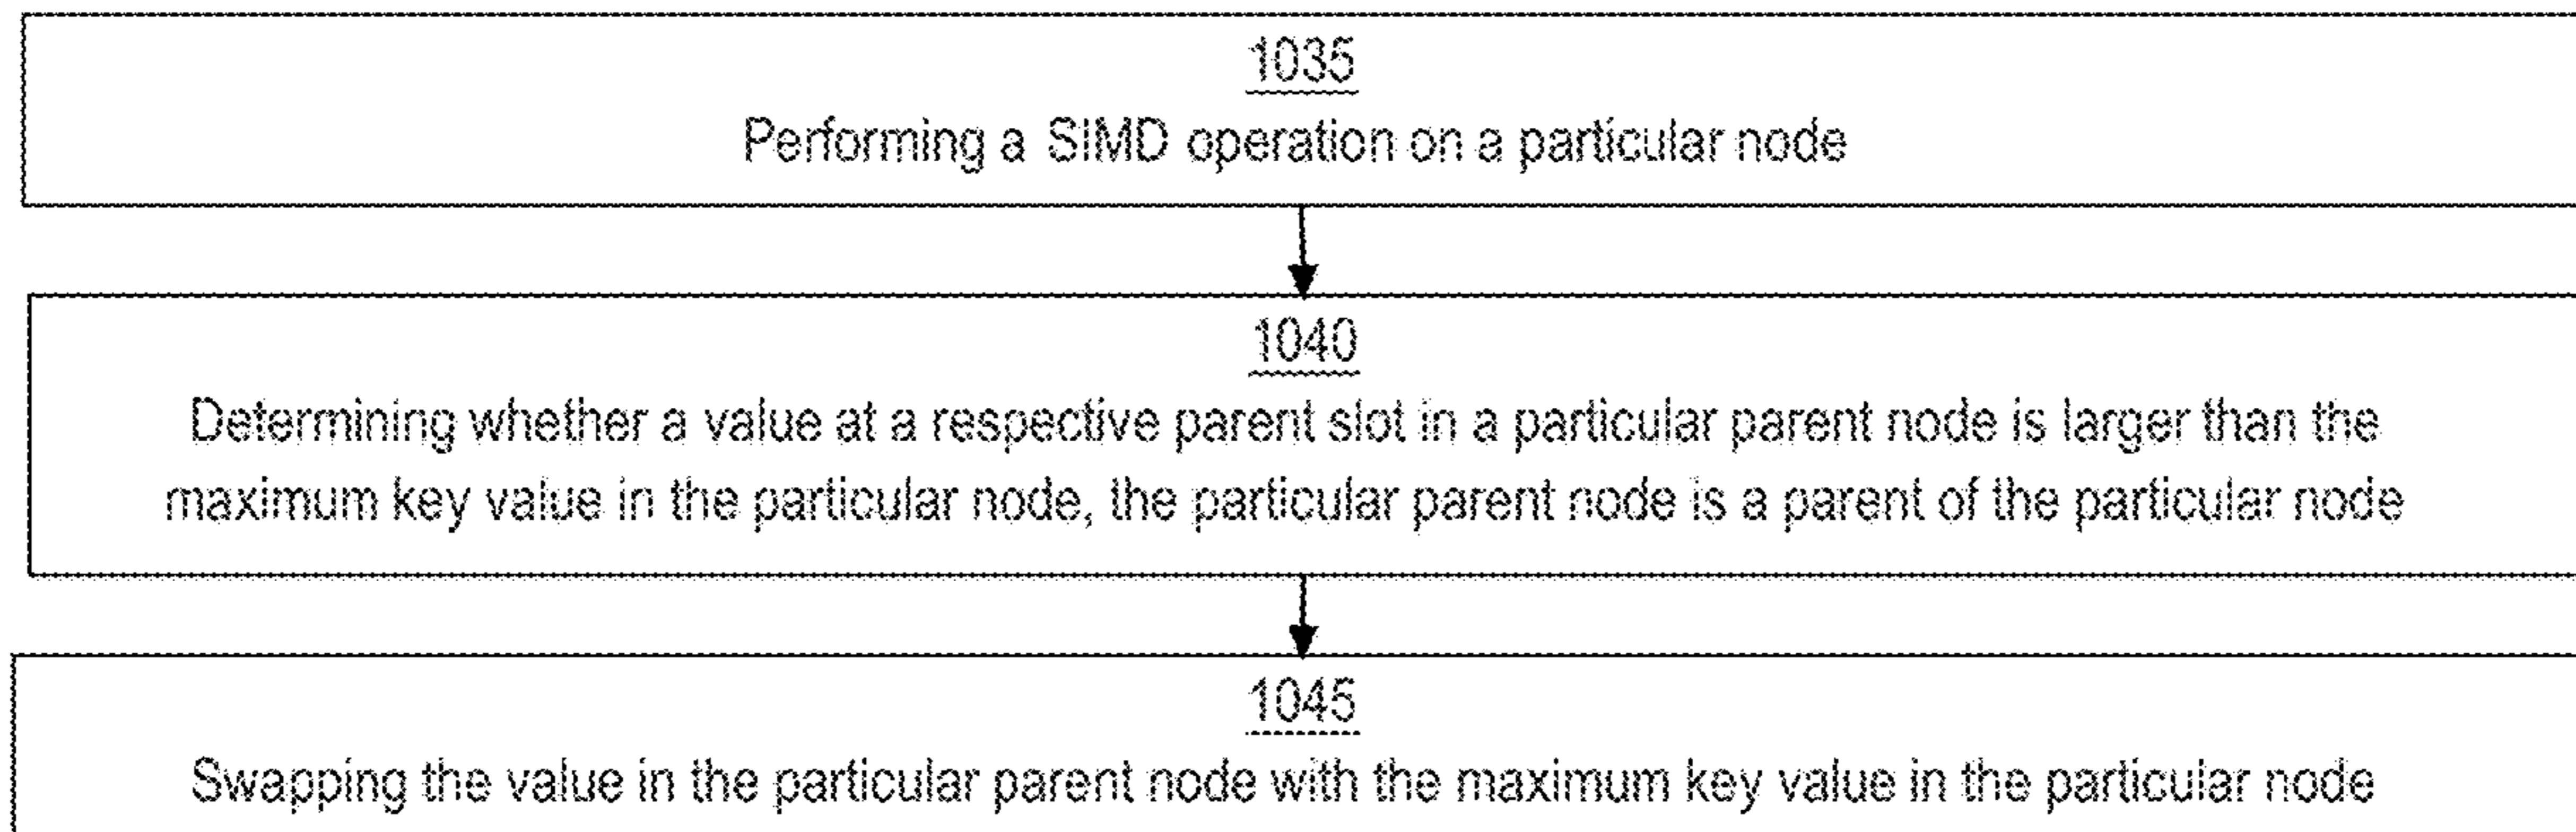 1035
Performing a SIMD operation on a particular node
1040
Determining whether a value at a respective parent slot in a particular parent node is larger than the
maximum key value in the particular node, the particular parent node is a parent of the particular node
1045
Swapping the value in the particular parent node with the maximum key value in the particular node